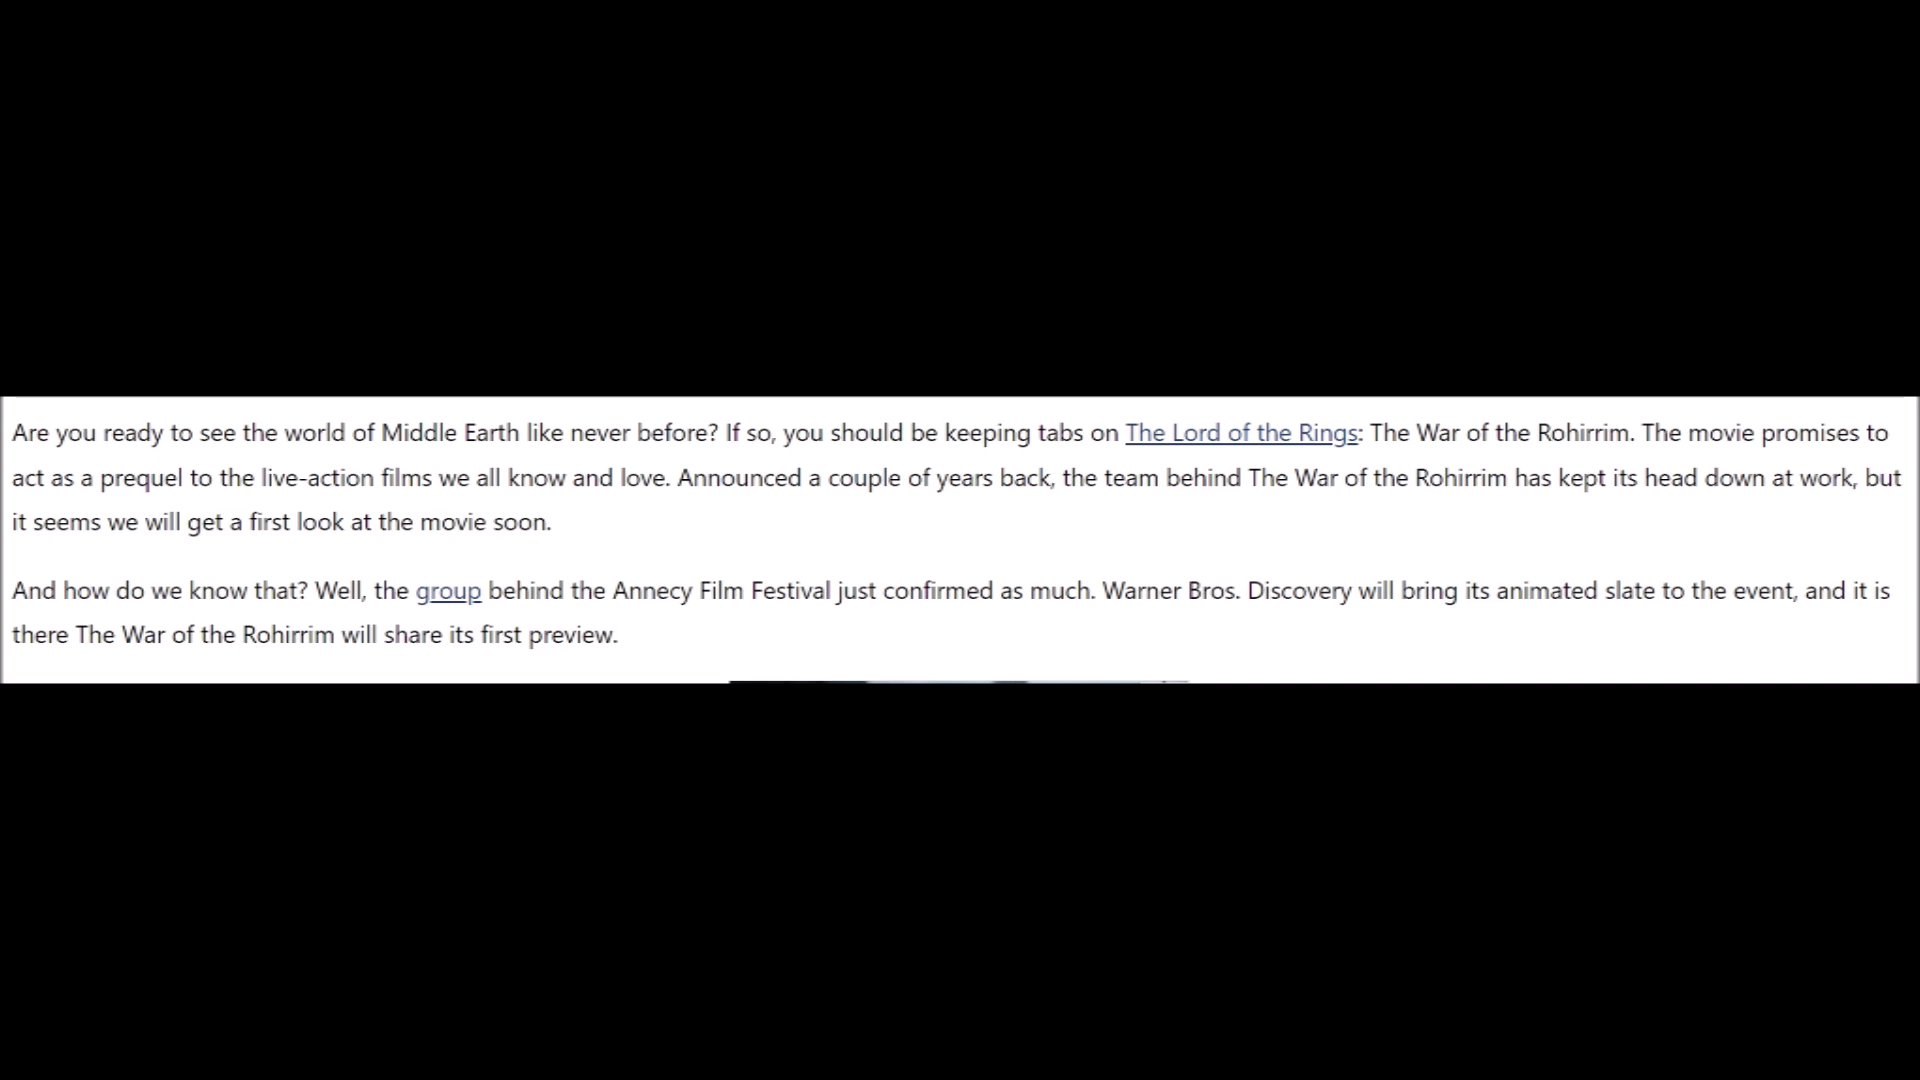 Are you ready to see the world of Middle Earth like never before? If so, you should be keeping tabs on The Lord of the Rings: The War of the Rohirrim. The movie promises to
act as a prequel to the live-action films we all know and love. Announced a couple of years back, the team behind The War of the Rohirrim has kept its head down at work, but
it seems we will get a first look at the movie soon.
And how do we know that? Well, the group behind the Annecy Film Festival just confirmed as much. Warner Bros. Discovery will bring its animated slate to the event, and it is
there The War of the Rohirrim will share its first preview.